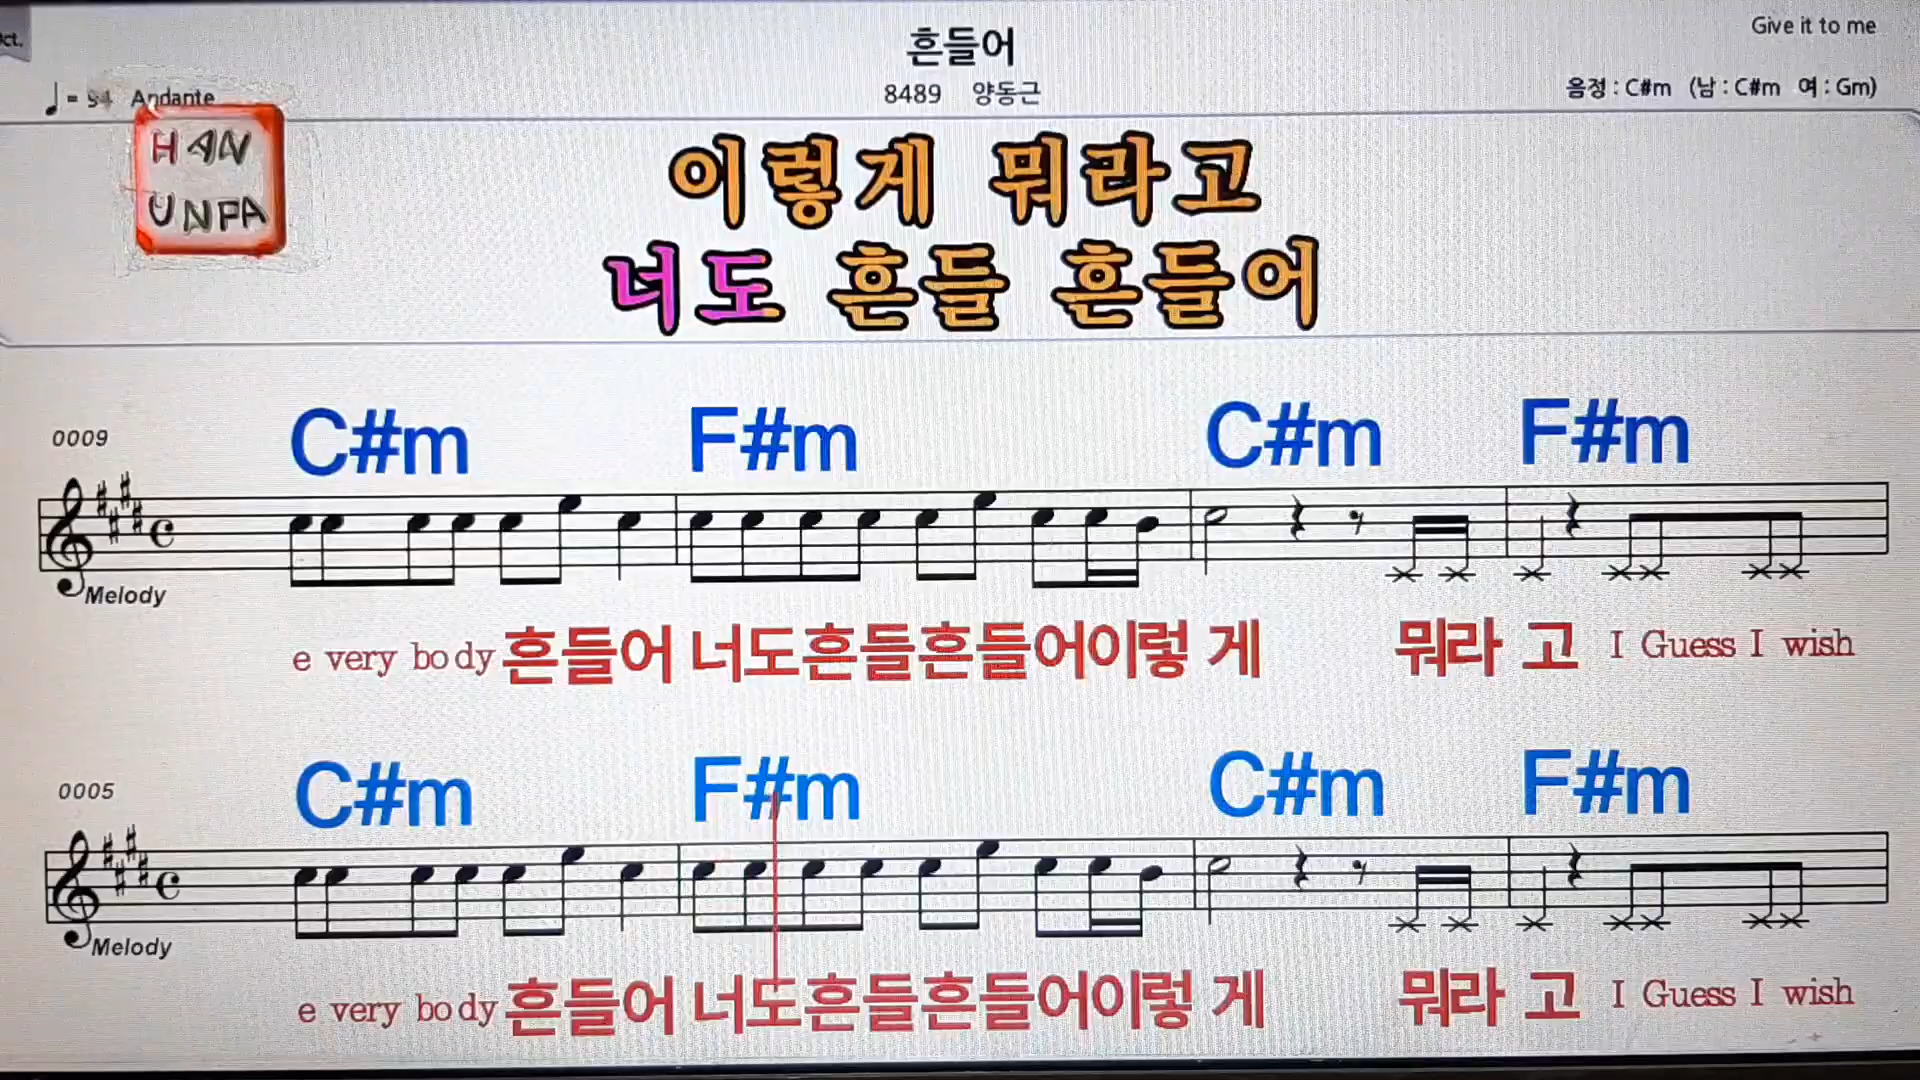 흔들어
Give it to me
♩ = 94 Andante
8489 양동근
음정 : C#m (남 : C#m 여 : Gm)
HAN
UNPA
이렇게 뭐라고
너도 흔들 흔들어
0009
C#m F#m C#m F#m
Melody
e very bo dy 흔들어 너도흔들흔들어이렇 게 뭐라 고 I Guess I wish
0005
C#m F#m C#m F#m
Melody
e very bo dy 흔들어 너도흔들흔들어이렇 게 뭐라 고 I Guess I wish